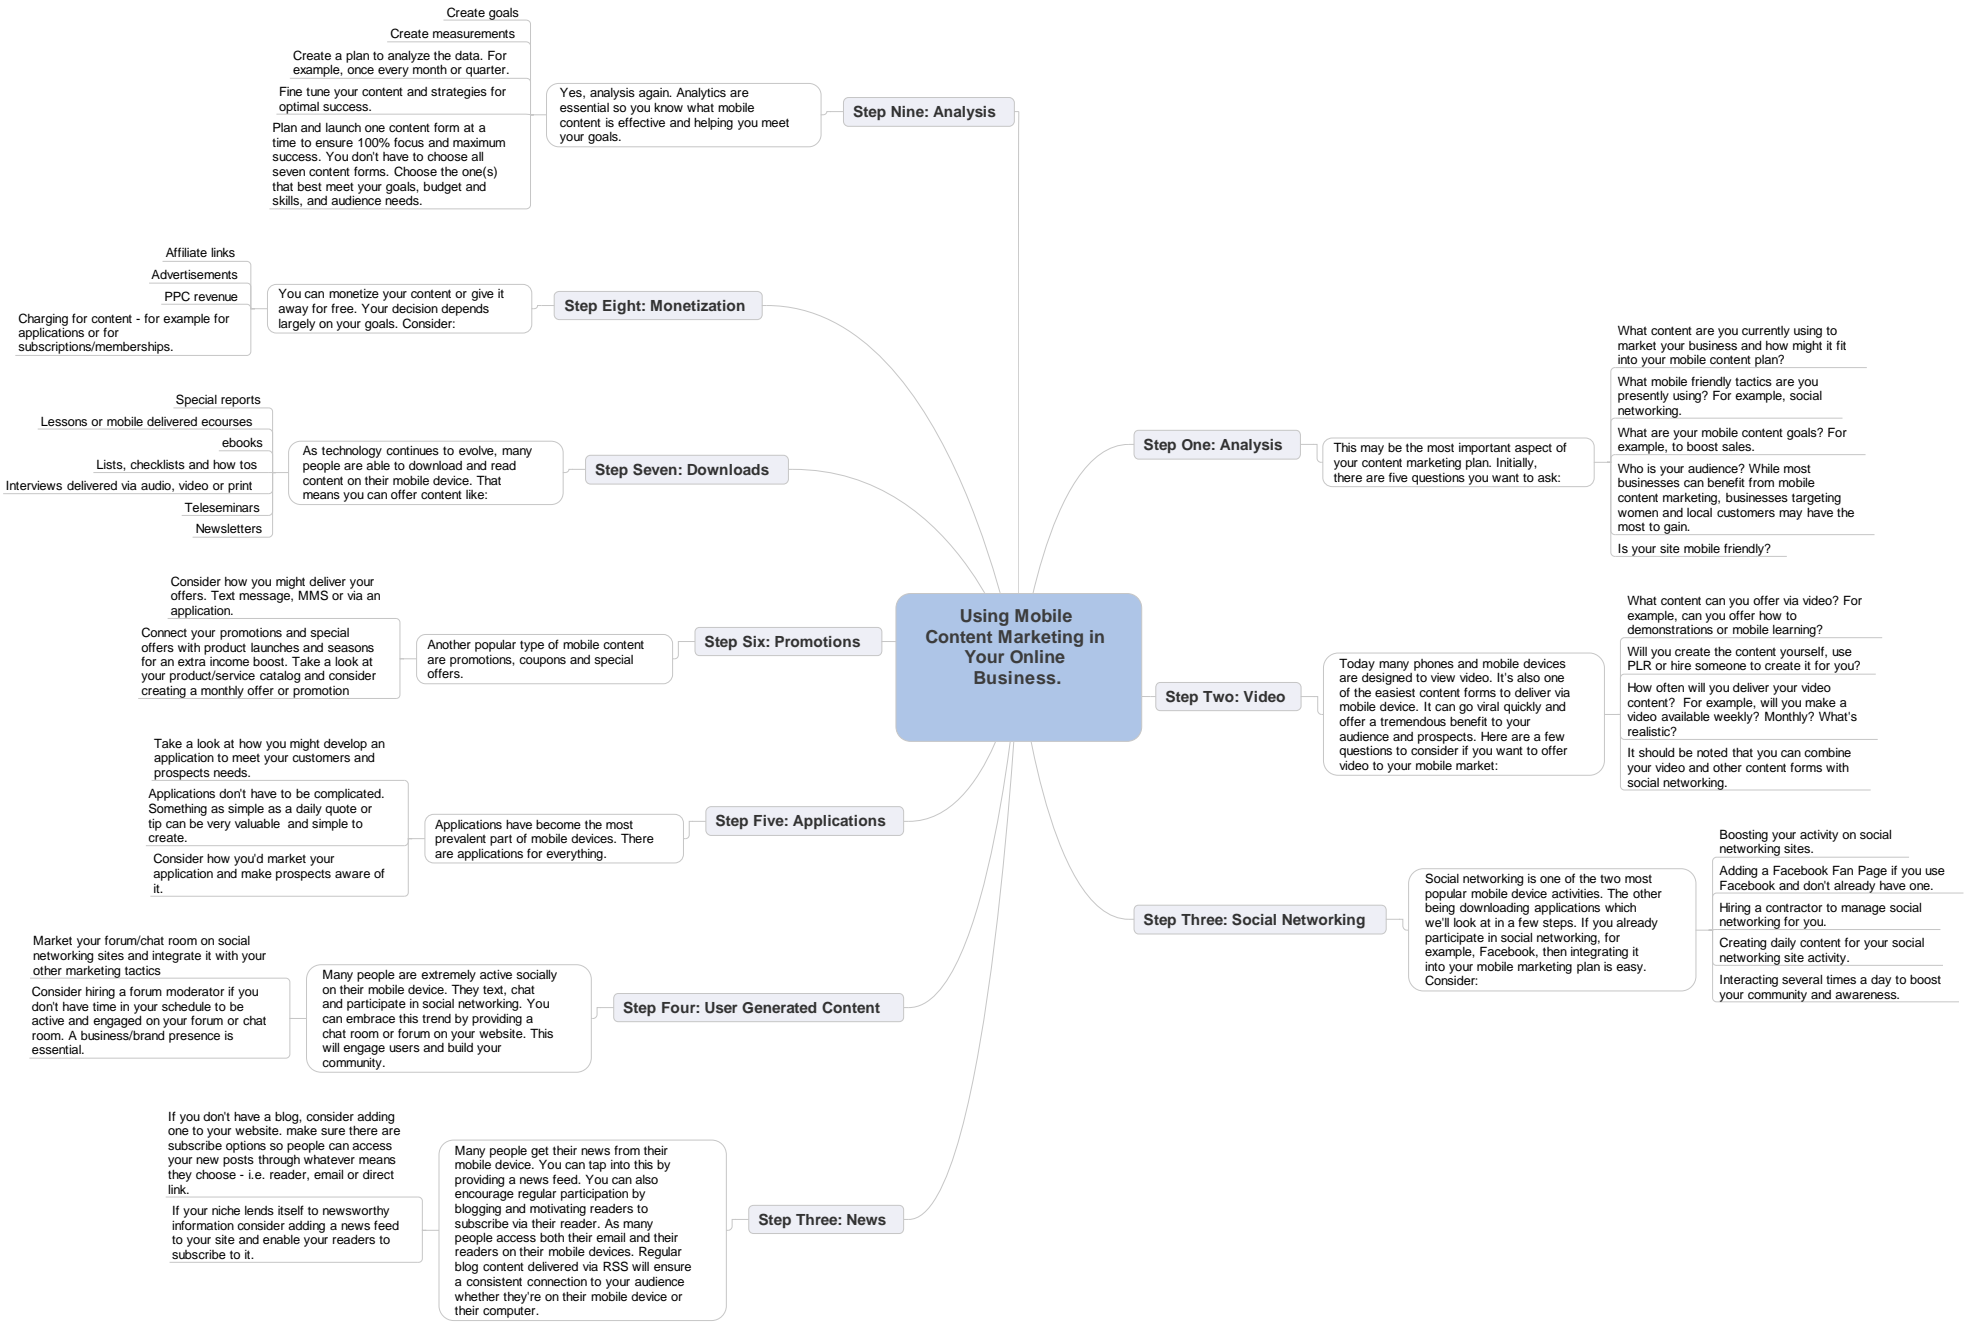 Using Mobile
Content Marketing in
Your Online
Business.
Step One: Analysis
This may be the most important aspect of
your content marketing plan. Initially,
there are five questions you want to ask:
What content are you currently using to
market your business and how might it fit
into your mobile content plan?
What mobile friendly tactics are you
presently using? For example, social
networking.
What are your mobile content goals? For
example, to boost sales.
Who is your audience? While most
businesses can benefit from mobile
content marketing, businesses targeting
women and local customers may have the
most to gain.
Is your site mobile friendly?
Step Two: Video
Today many phones and mobile devices
are designed to view video. It's also one
of the easiest content forms to deliver via
mobile device. It can go viral quickly and
offer a tremendous benefit to your
audience and prospects. Here are a few
questions to consider if you want to offer
video to your mobile market:
What content can you offer via video? For
example, can you offer how to
demonstrations or mobile learning?
Will you create the content yourself, use
PLR or hire someone to create it for you?
How often will you deliver your video
content?  For example, will you make a
video available weekly? Monthly? What's
realistic?
It should be noted that you can combine
your video and other content forms with
social networking.
Step Three: Social Networking
Social networking is one of the two most
popular mobile device activities. The other
being downloading applications which
we'll look at in a few steps. If you already
participate in social networking, for
example, Facebook, then integrating it
into your mobile marketing plan is easy.
Consider:
Boosting your activity on social
networking sites.
Adding a Facebook Fan Page if you use
Facebook and don't already have one.
Hiring a contractor to manage social
networking for you.
Creating daily content for your social
networking site activity.
Interacting several times a day to boost
your community and awareness.
Step Three: News
Many people get their news from their
mobile device. You can tap into this by
providing a news feed. You can also
encourage regular participation by
blogging and motivating readers to
subscribe via their reader. As many
people access both their email and their
readers on their mobile devices. Regular
blog content delivered via RSS will ensure
a consistent connection to your audience
whether they're on their mobile device or
their computer.
If you don't have a blog, consider adding
one to your website. make sure there are
subscribe options so people can access
your new posts through whatever means
they choose - i.e. reader, email or direct
link.
If your niche lends itself to newsworthy
information consider adding a news feed
to your site and enable your readers to
subscribe to it.
Step Four: User Generated Content
Many people are extremely active socially
on their mobile device. They text, chat
and participate in social networking. You
can embrace this trend by providing a
chat room or forum on your website. This
will engage users and build your
community.
Market your forum/chat room on social
networking sites and integrate it with your
other marketing tactics
Consider hiring a forum moderator if you
don't have time in your schedule to be
active and engaged on your forum or chat
room. A business/brand presence is
essential.
Step Five: Applications
Applications have become the most
prevalent part of mobile devices. There
are applications for everything.
Take a look at how you might develop an
application to meet your customers and
prospects needs.
Applications don't have to be complicated.
Something as simple as a daily quote or
tip can be very valuable  and simple to
create.
Consider how you'd market your
application and make prospects aware of
it.
Step Six: Promotions
Another popular type of mobile content
are promotions, coupons and special
offers.
Consider how you might deliver your
offers. Text message, MMS or via an
application.
Connect your promotions and special
offers with product launches and seasons
for an extra income boost. Take a look at
your product/service catalog and consider
creating a monthly offer or promotion
Step Seven: Downloads
As technology continues to evolve, many
people are able to download and read
content on their mobile device. That
means you can offer content like:
Special reports
Lessons or mobile delivered ecourses
ebooks
Lists, checklists and how tos
Interviews delivered via audio, video or print
Teleseminars
Newsletters
Step Eight: Monetization
You can monetize your content or give it
away for free. Your decision depends
largely on your goals. Consider:
Affiliate links
Advertisements
PPC revenue
Charging for content - for example for
applications or for
subscriptions/memberships.
Step Nine: Analysis
Yes, analysis again. Analytics are
essential so you know what mobile
content is effective and helping you meet
your goals.
Create goals
Create measurements
Create a plan to analyze the data. For
example, once every month or quarter.
Fine tune your content and strategies for
optimal success.
Plan and launch one content form at a
time to ensure 100% focus and maximum
success. You don't have to choose all
seven content forms. Choose the one(s)
that best meet your goals, budget and
skills, and audience needs.